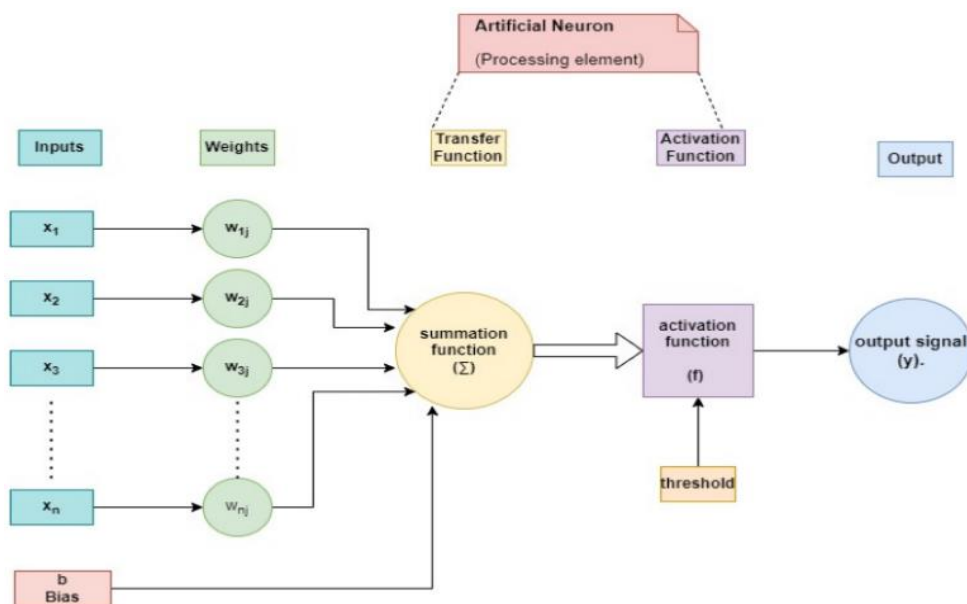 Artificial Neuron
(Processing element)
Inputs
Weights
Transfer
Function
Activation
Function
Output
x₁
w₁ⱼ
x₂
w₂ⱼ
x₃
w₃ⱼ
summation
function
(∑)
activation
function
(f)
output signal
(y).
threshold
xₙ
wₙⱼ
b
Bias